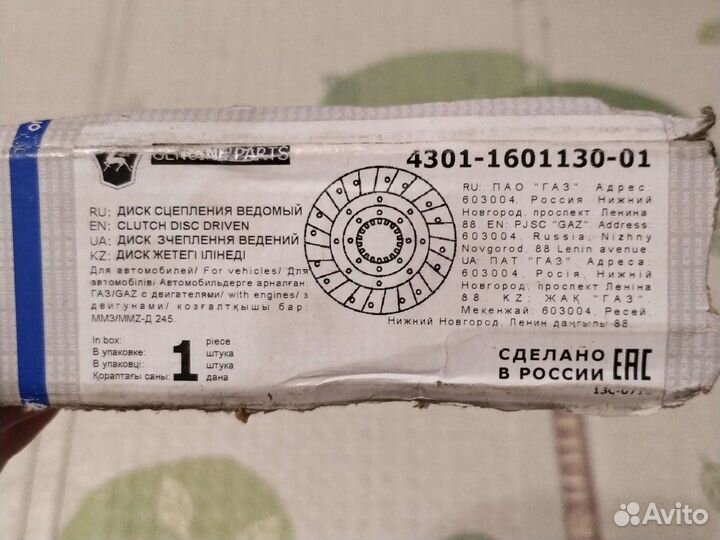 GENUINE PARTS
4301-1601130-01
RU: ДИСК СЦЕПЛЕНИЯ ВЕДОМЫЙ
EN: CLUTCH DISC DRIVEN
UA: ДИСК ЗЧЕПЛЕННЯ ВЕДЕНИЙ
KZ: ДИСК ЖЕТЕГІ ІЛІНЕДІ
Для автомобилей/ For vehicles/ Для
автомобілів/ Автомобильдерге арналған:
ГАЗ/GAZ с двигателями/ with engines/ з
двигунами/ козғалтқышы бар:
ММЗ/MMZ-Д 245.
In box: 1 piece
В упаковке: штука
В упаковці: штука
Қораптағы саны: дана
RU: ПАО "ГАЗ". Адрес:
603004, Россия Нижний
Новгород, проспект Ленина
88. EN: PJSC "GAZ" Address:
603004, Russia, Nizhny
Novgorod, 88 Lenin avenue.
UA: ПАТ "ГАЗ". Адреса:
603004, Росія, Нижній
Новгород, проспект Леніна
88. KZ: ЖАҚ "ГАЗ".
Мекенжай: 603004, Ресей,
Нижний Новгород, Ленин даңғылы 88
СДЕЛАНО
В РОССИИ
EAC
Avito